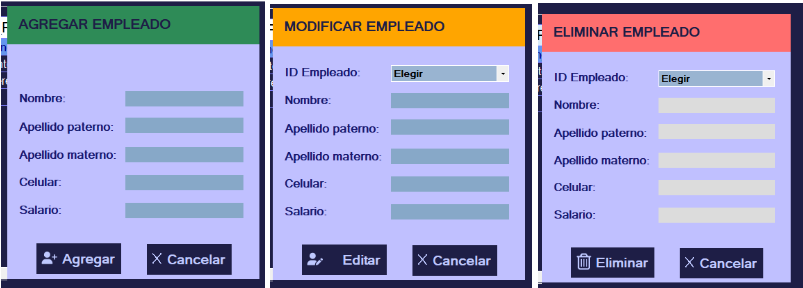 AGREGAR EMPLEADO
Nombre:
Apellido paterno:
Apellido materno:
Celular:
Salario:
Agregar
Cancelar
MODIFICAR EMPLEADO
ID Empleado: Elegir
Nombre:
Apellido paterno:
Apellido materno:
Celular:
Salario:
Editar
Cancelar
ELIMINAR EMPLEADO
ID Empleado: Elegir
Nombre:
Apellido paterno:
Apellido materno:
Celular:
Salario:
Eliminar
Cancelar